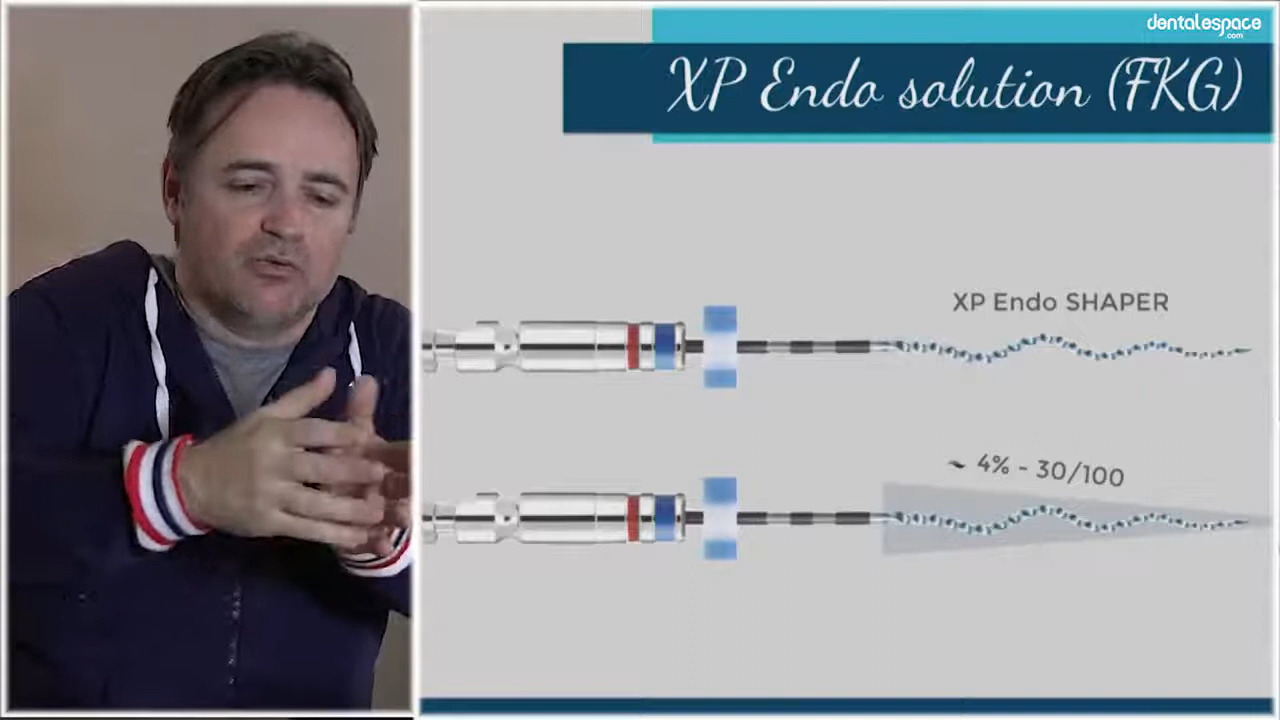 dentalespace
.com
XP Endo solution (FKG)
XP Endo SHAPER
~ 4% - 30/100